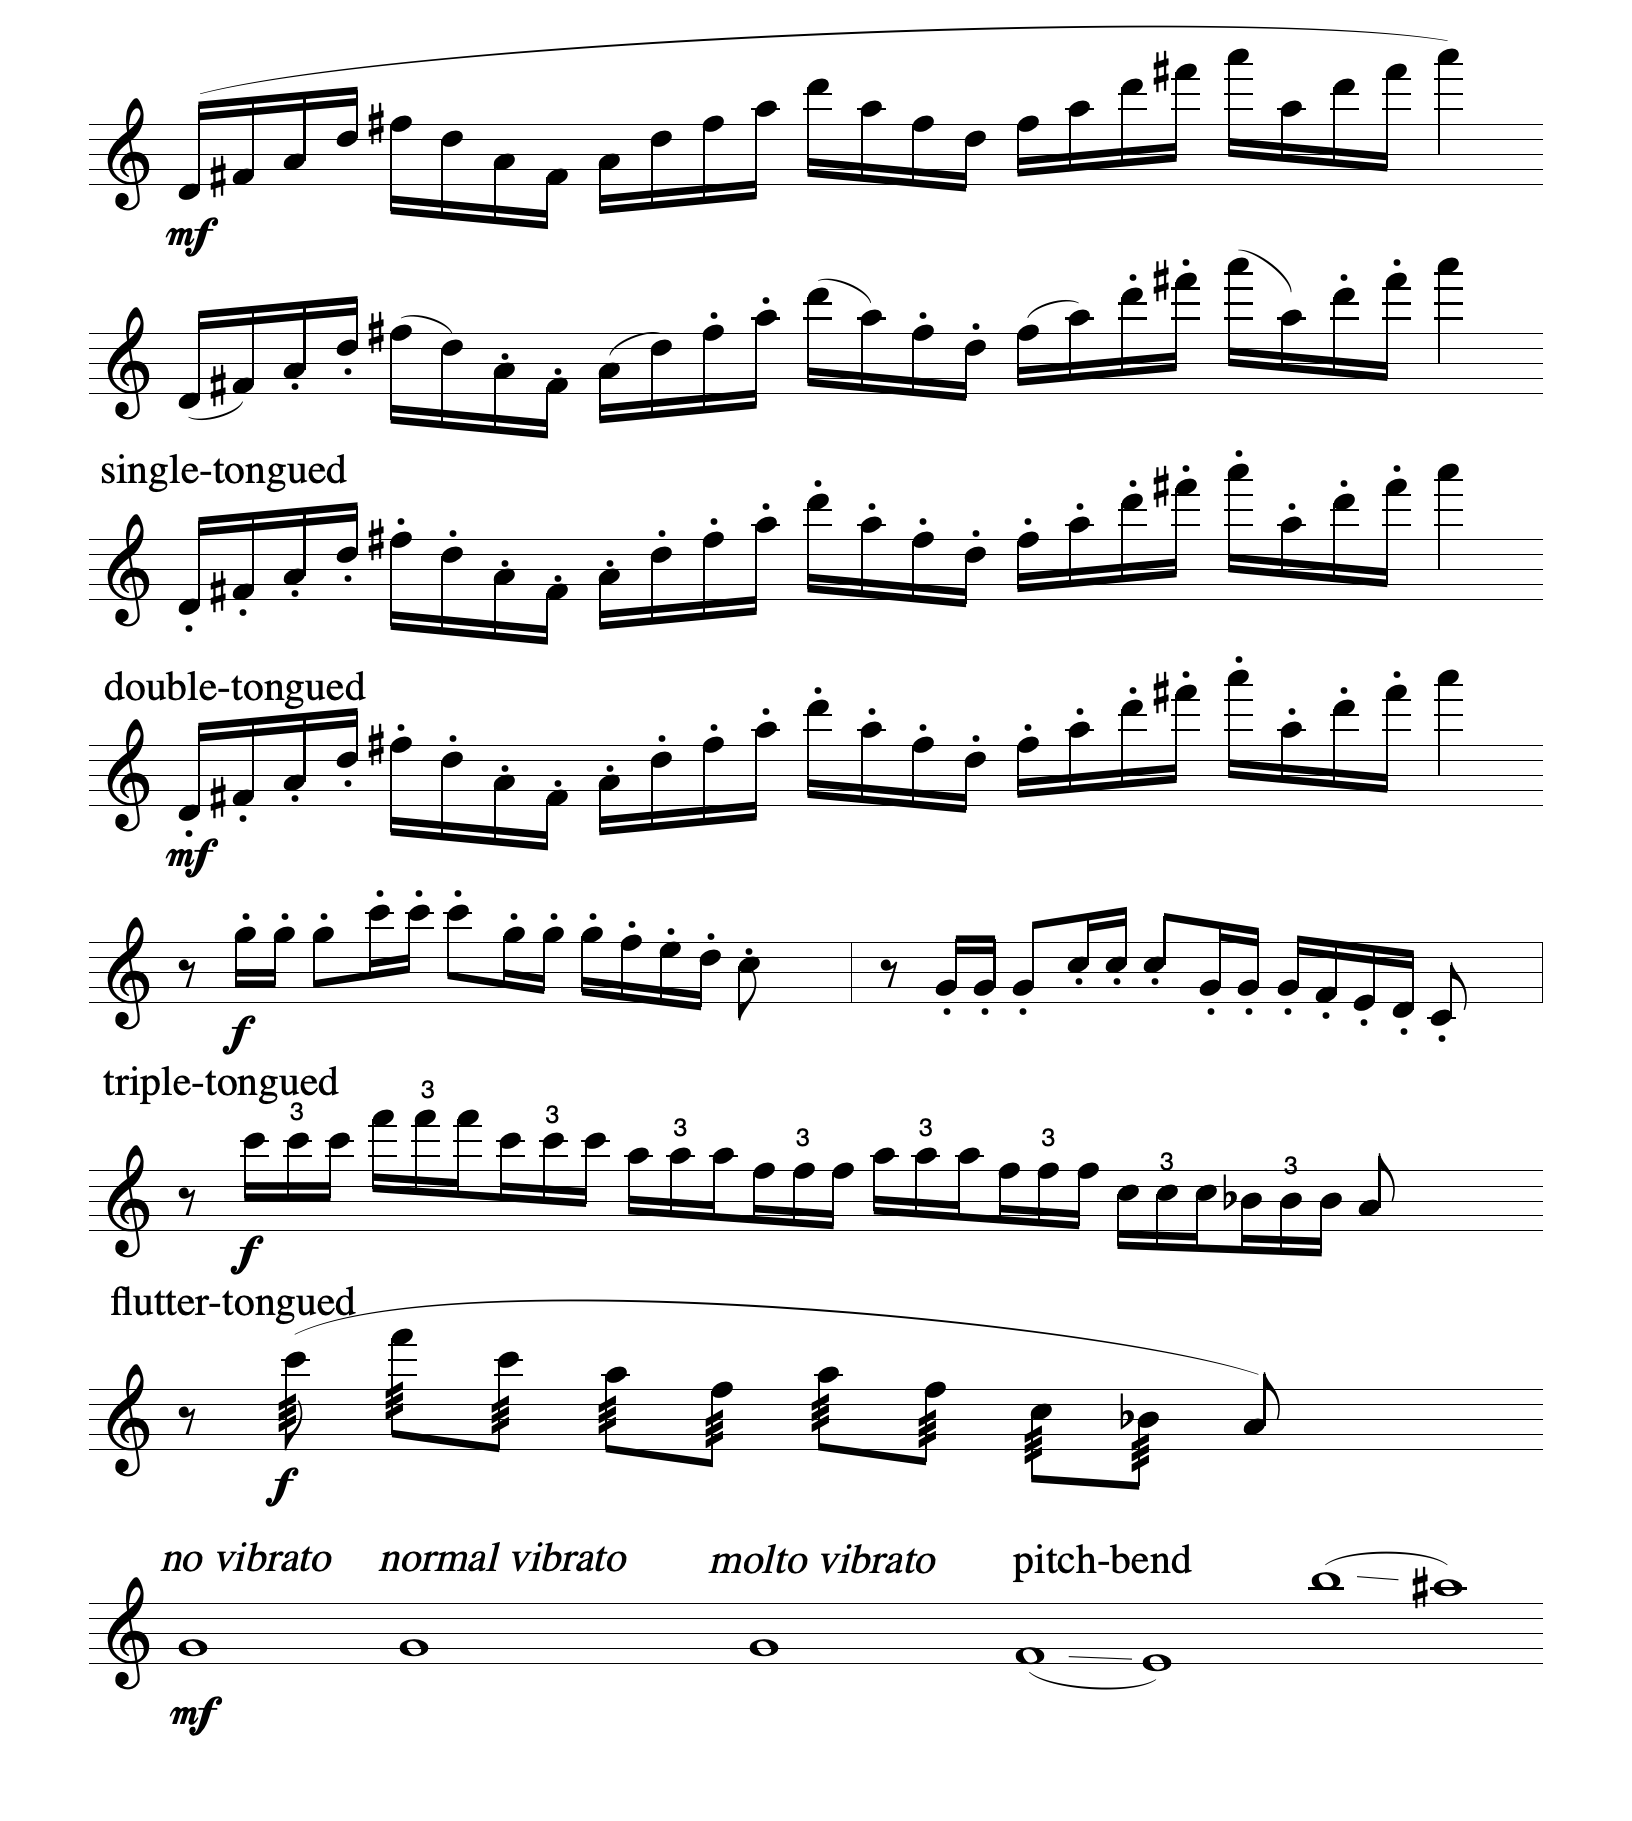 mf
single-tongued
double-tongued
mf
f
triple-tongued
3 3 3 3 3 3 3 3 3
f
flutter-tongued
f
no vibrato normal vibrato molto vibrato pitch-bend
mf